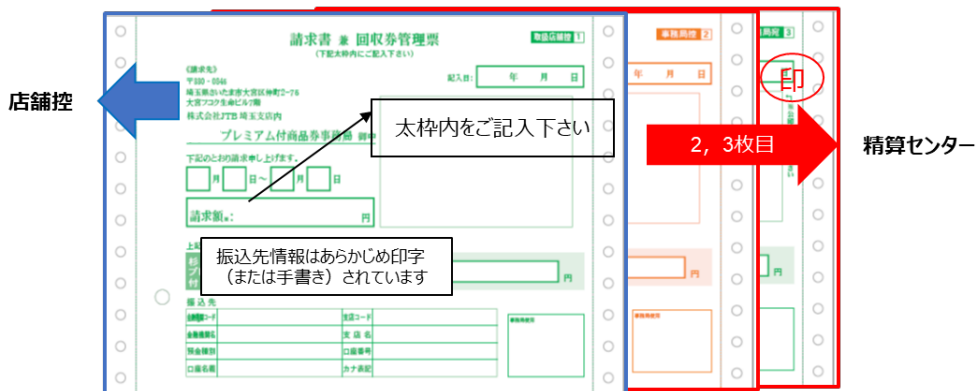 請求書 兼 回収券管理票
(下記太枠内にご記入下さい)
取扱店舗控 1
事務局控 2
3
《請求先》
〒330-0544
埼玉県さいたま市大宮区仲町2-76
大宮フコク生命ビル7階
株式会社JTB 埼玉支店内
プレミアム付商品券事務局 御中
記入日: 年 月 日
年 月 日
印
店舗控
太枠内をご記入下さい
2，3枚目
精算センター
下記のとおり請求申し上げます。
月 日～ 月 日
請求額 円
振込先情報はあらかじめ印字
（または手書き）されています
円
円
円
振込先
金融機関コード 支店コード
金融機関名 支店名
預金種別 口座番号
口座名義 カナ表記